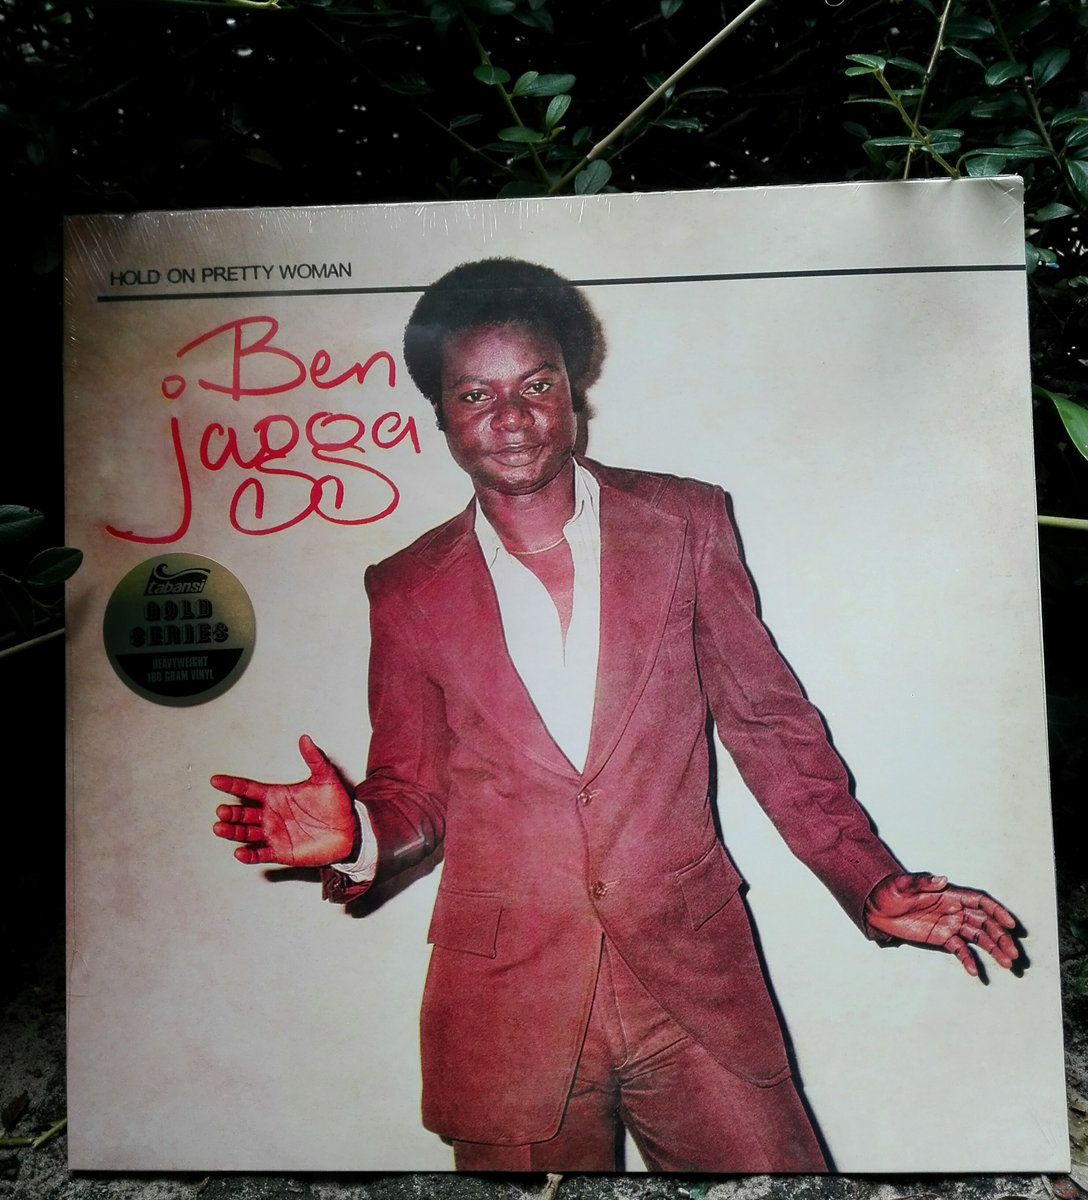 HOLD ON PRETTY WOMAN
Ben
jagga
tabansi
GOLD
SERIES
HEAVYWEIGHT
180 GRAM VINYL